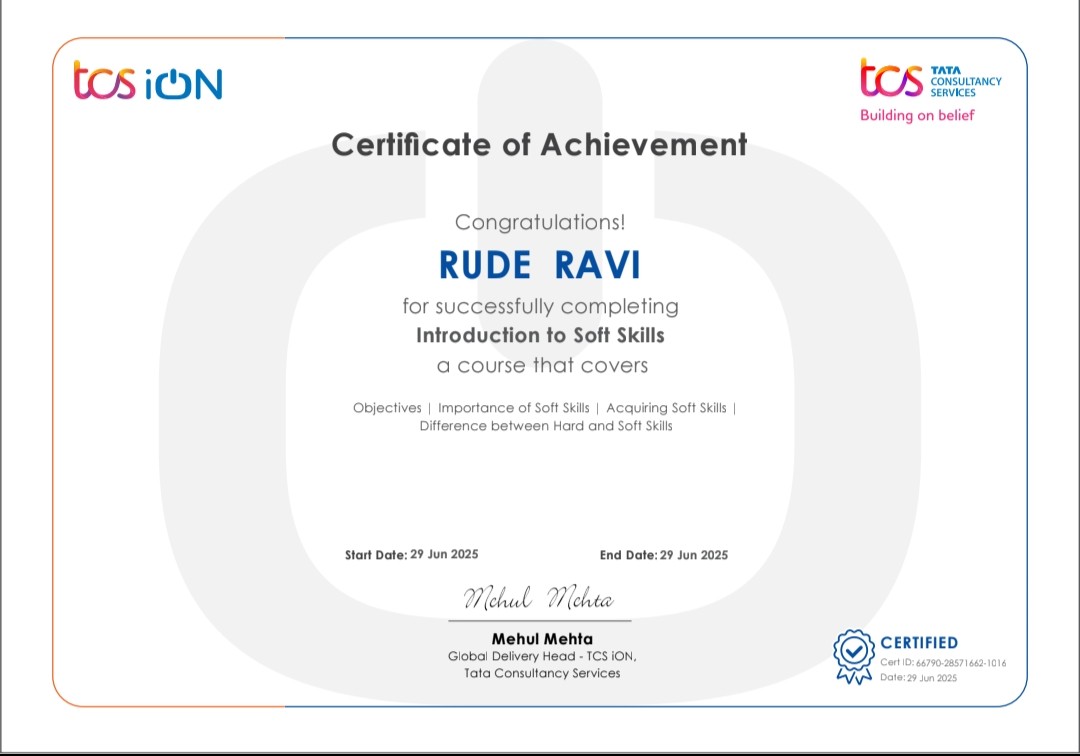 tcs iON
tcs TATA
CONSULTANCY
SERVICES
Building on belief
Certificate of Achievement
Congratulations!
RUDE RAVI
for successfully completing
Introduction to Soft Skills
a course that covers
Objectives | Importance of Soft Skills | Acquiring Soft Skills |
Difference between Hard and Soft Skills
Start Date: 29 Jun 2025 End Date: 29 Jun 2025
Mehul Mehta
Mehul Mehta
Global Delivery Head - TCS iON,
Tata Consultancy Services
CERTIFIED
Cert ID: 66790-28571662-1016
Date: 29 Jun 2025